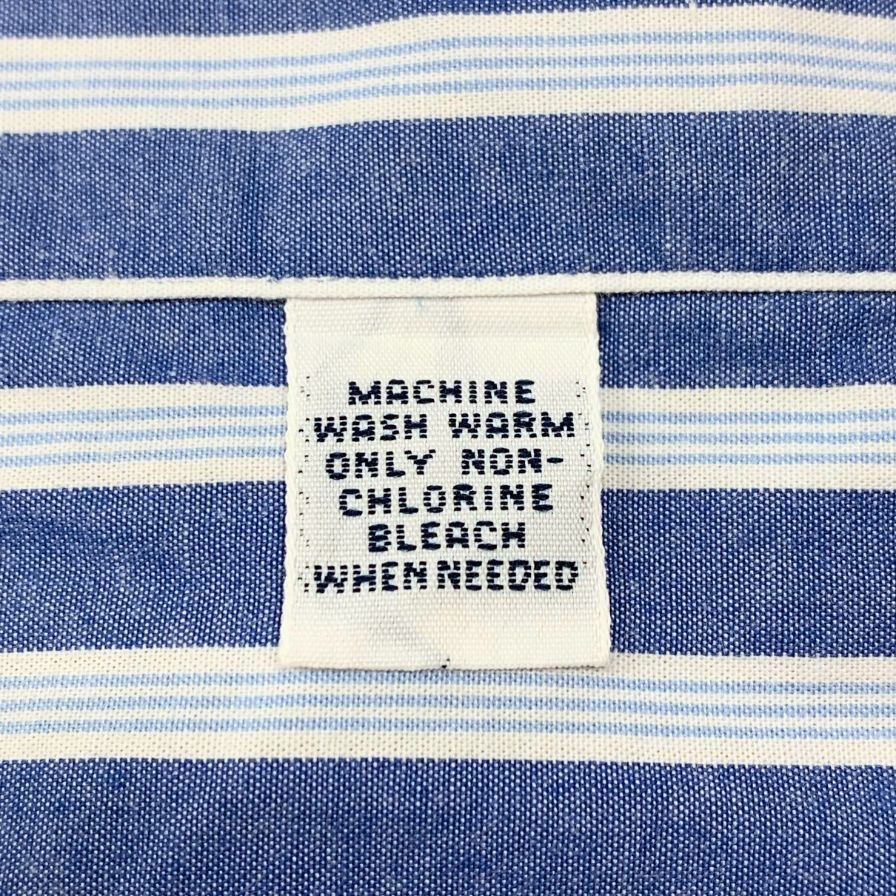 MACHINE
WASH WARM
ONLY NON-
CHLORINE
BLEACH
WHEN NEEDED